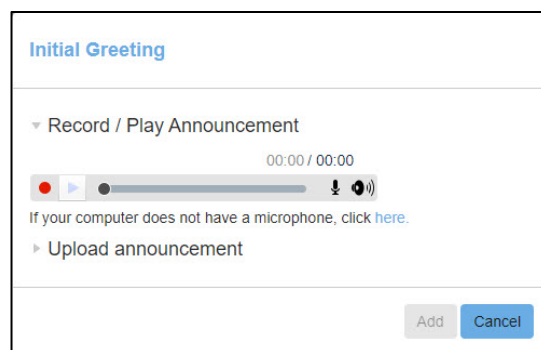 Initial Greeting
Record / Play Announcement
00:00 / 00:00
If your computer does not have a microphone, click here.
Upload announcement
Add
Cancel